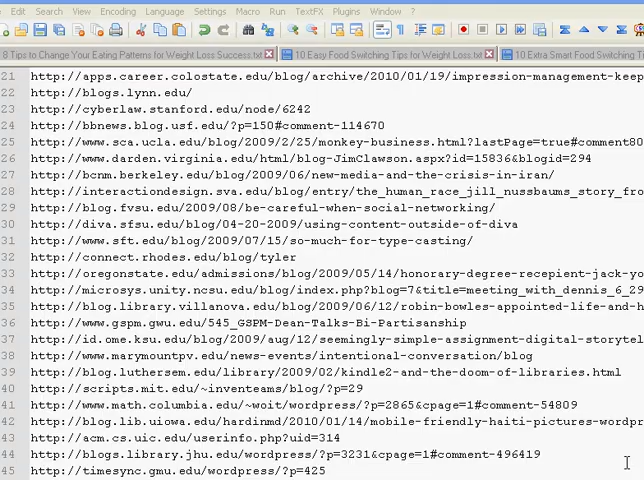 Edit Search View Encoding Language Settings Macro Run TextFX Plugins Window ?
8 Tips to Change Your Eating Patterns for Weight Loss Success.txt 10 Easy Food Switching Tips for Weight Loss.txt 10 Extra Smart Food Switching Ti
21 http://apps.career.colostate.edu/blog/archive/2010/01/19/impression-management-keep
22 http://blogs.lynn.edu/
23 http://cyberlaw.stanford.edu/node/6242
24 http://bbnews.blog.usf.edu/?p=150#comment-114670
25 http://www.sca.ucla.edu/blog/2009/2/25/monkey-business.html?lastPage=true#comment80
26 http://www.darden.virginia.edu/html/blog-JimClawson.aspx?id=15836&blogid=294
27 http://bcnm.berkeley.edu/2009/06/new-media-and-the-crisis-in-iran/
28 http://interactiondesign.sva.edu/blog/entry/the_human_race_jill_nussbaums_story_fro
29 http://blog.fvsu.edu/2009/08/be-careful-when-social-networking/
30 http://diva.sfsu.edu/blog/04-20-2009/using-content-outside-of-diva
31 http://www.sft.edu/blog/2009/07/15/so-much-for-type-casting/
32 http://connect.rhodes.edu/blog/tyler
33 http://oregonstate.edu/admissions/blog/2009/05/14/honorary-degree-recepient-jack-yo
34 http://microsys.unity.ncsu.edu/blog/index.php?blog=7&title=meeting_with_dennis_6_29
35 http://blog.library.villanova.edu/2009/06/12/robin-bowles-appointed-life-and-h
36 http://www.gspm.gwu.edu/545_GSPM-Dean-Talks-Bi-Partisanship
37 http://id.ome.ksu.edu/blog/2009/aug/12/seemingly-simple-assignment-digital-storytel
38 http://www.marymountpv.edu/news-events/intentional-conversation/blog
39 http://blog.luthersem.edu/library/2009/02/kindle2-and-the-doom-of-libraries.html
40 http://scripts.mit.edu/~inventeams/blog/?p=29
41 http://www.math.columbia.edu/~woit/wordpress/?p=2865&cpage=1#comment-54809
42 http://blog.lib.uiowa.edu/hardinmd/2010/01/14/mobile-friendly-haiti-pictures-wordpr
43 http://acm.cs.uic.edu/userinfo.php?uid=314
44 http://blogs.library.jhu.edu/wordpress/?p=3231&cpage=1#comment-496419
45 http://timesync.gmu.edu/wordpress/?p=425